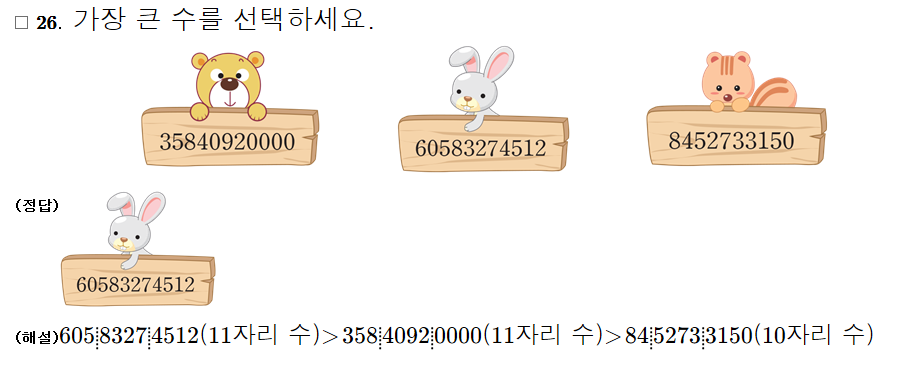 □ 26. 가장 큰 수를 선택하세요.
35840920000
60583274512
8452733150
(정답)
60583274512
(해설)605┊8327┊4512(11자리 수)>358┊4092┊0000(11자리 수)>84┊5273┊3150(10자리 수)